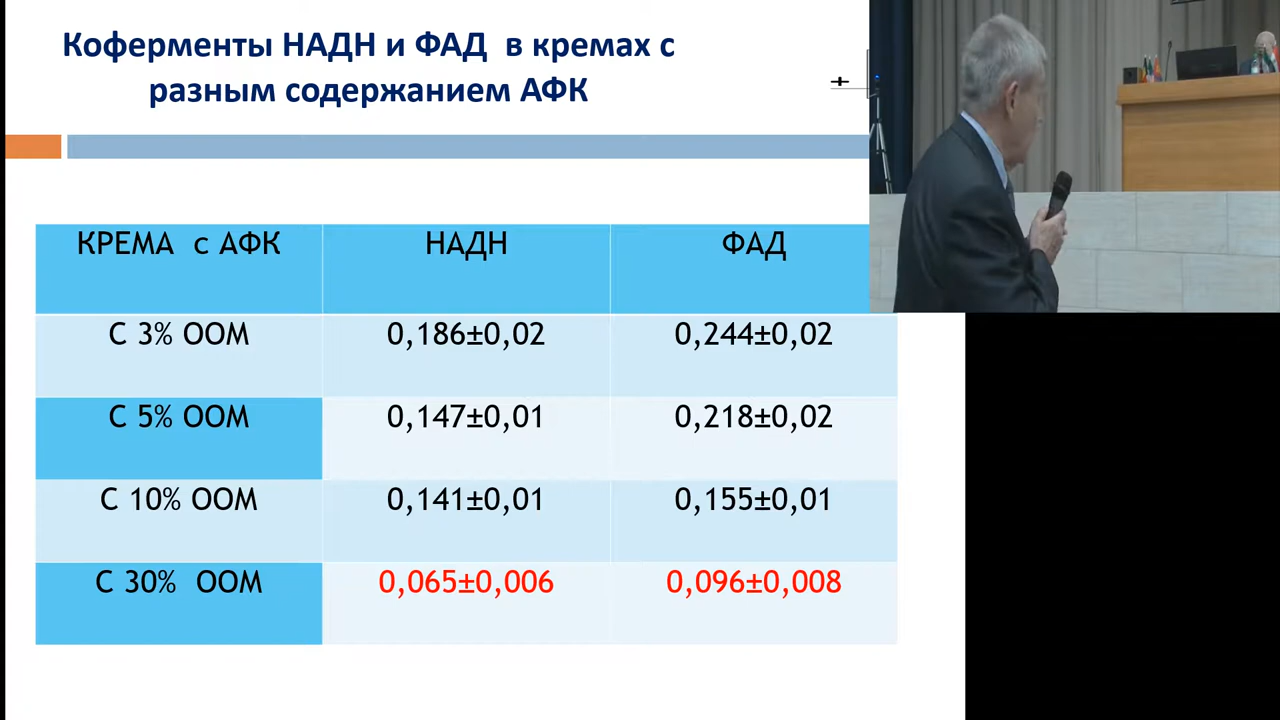 Коферменты НАДН и ФАД в кремах с
разным содержанием АФК
КРЕМА с АФК НАДН ФАД
С 3% ООМ 0,186±0,02 0,244±0,02
С 5% ООМ 0,147±0,01 0,218±0,02
С 10% ООМ 0,141±0,01 0,155±0,01
С 30% ООМ 0,065±0,006 0,096±0,008